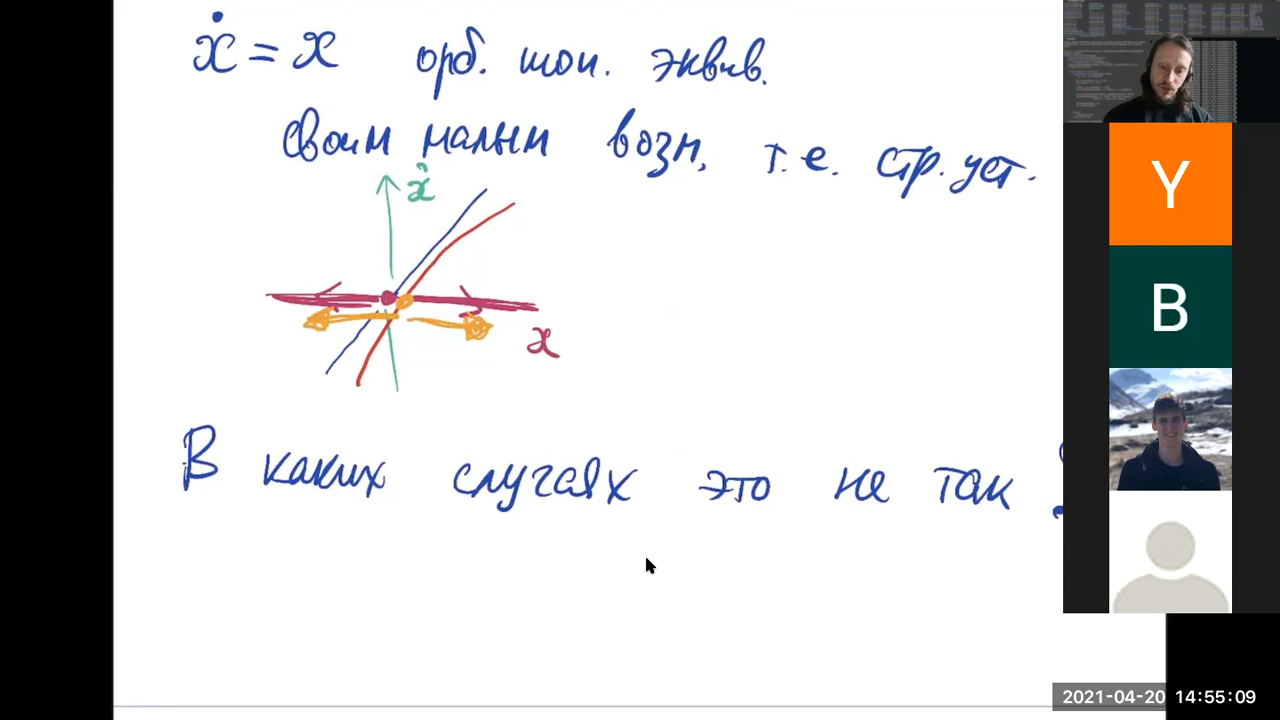 ẋ = x орб. топ. эквив.
Своим малым возм. т.е. стр. уст.
ẋ
x
В каких случаях это не так
Y
B
2021-04-20 14:55:09